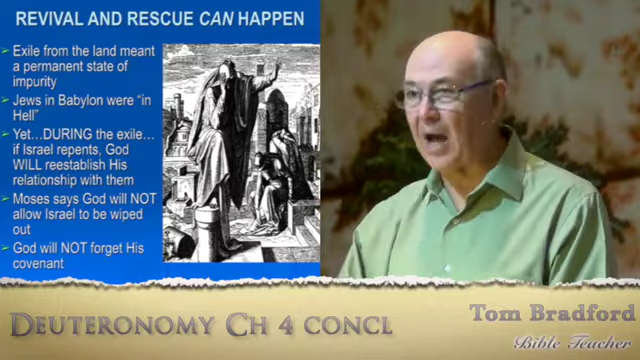 REVIVAL AND RESCUE CAN HAPPEN
➢ Exile from the land meant
a permanent state of
impurity
➢ Jews in Babylon were "in
Hell"
➢ Yet…DURING the exile…
if Israel repents, God
WILL reestablish His
relationship with them
➢ Moses says God will NOT
allow Israel to be wiped
out
➢ God will NOT forget His
covenant
DEUTERONOMY CH 4 CONCL
Tom Bradford
Bible Teacher